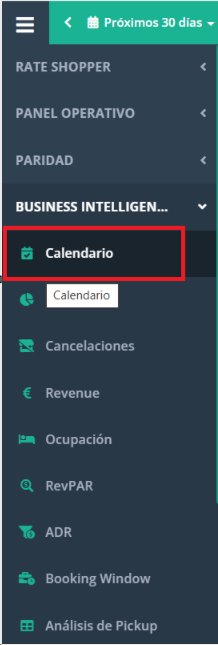 Próximos 30 días
RATE SHOPPER
PANEL OPERATIVO
PARIDAD
BUSINESS INTELLIGEN...
Calendario
Calendario
Cancelaciones
€ Revenue
Ocupación
RevPAR
ADR
Booking Window
Análisis de Pickup